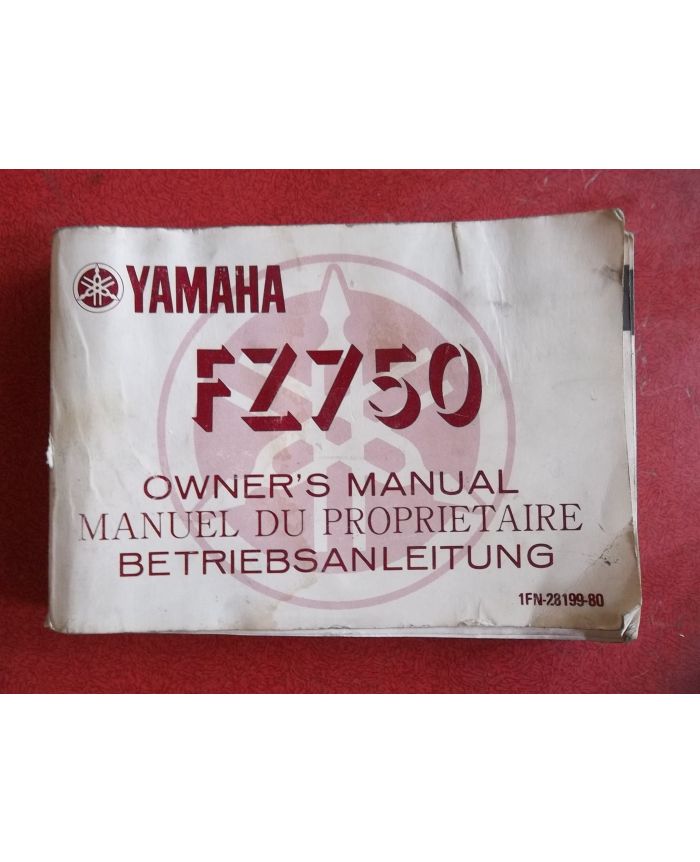 YAMAHA
FZ750
OWNER'S MANUAL
MANUEL DU PROPRIETAIRE
BETRIEBSANLEITUNG
1FN-28199-80